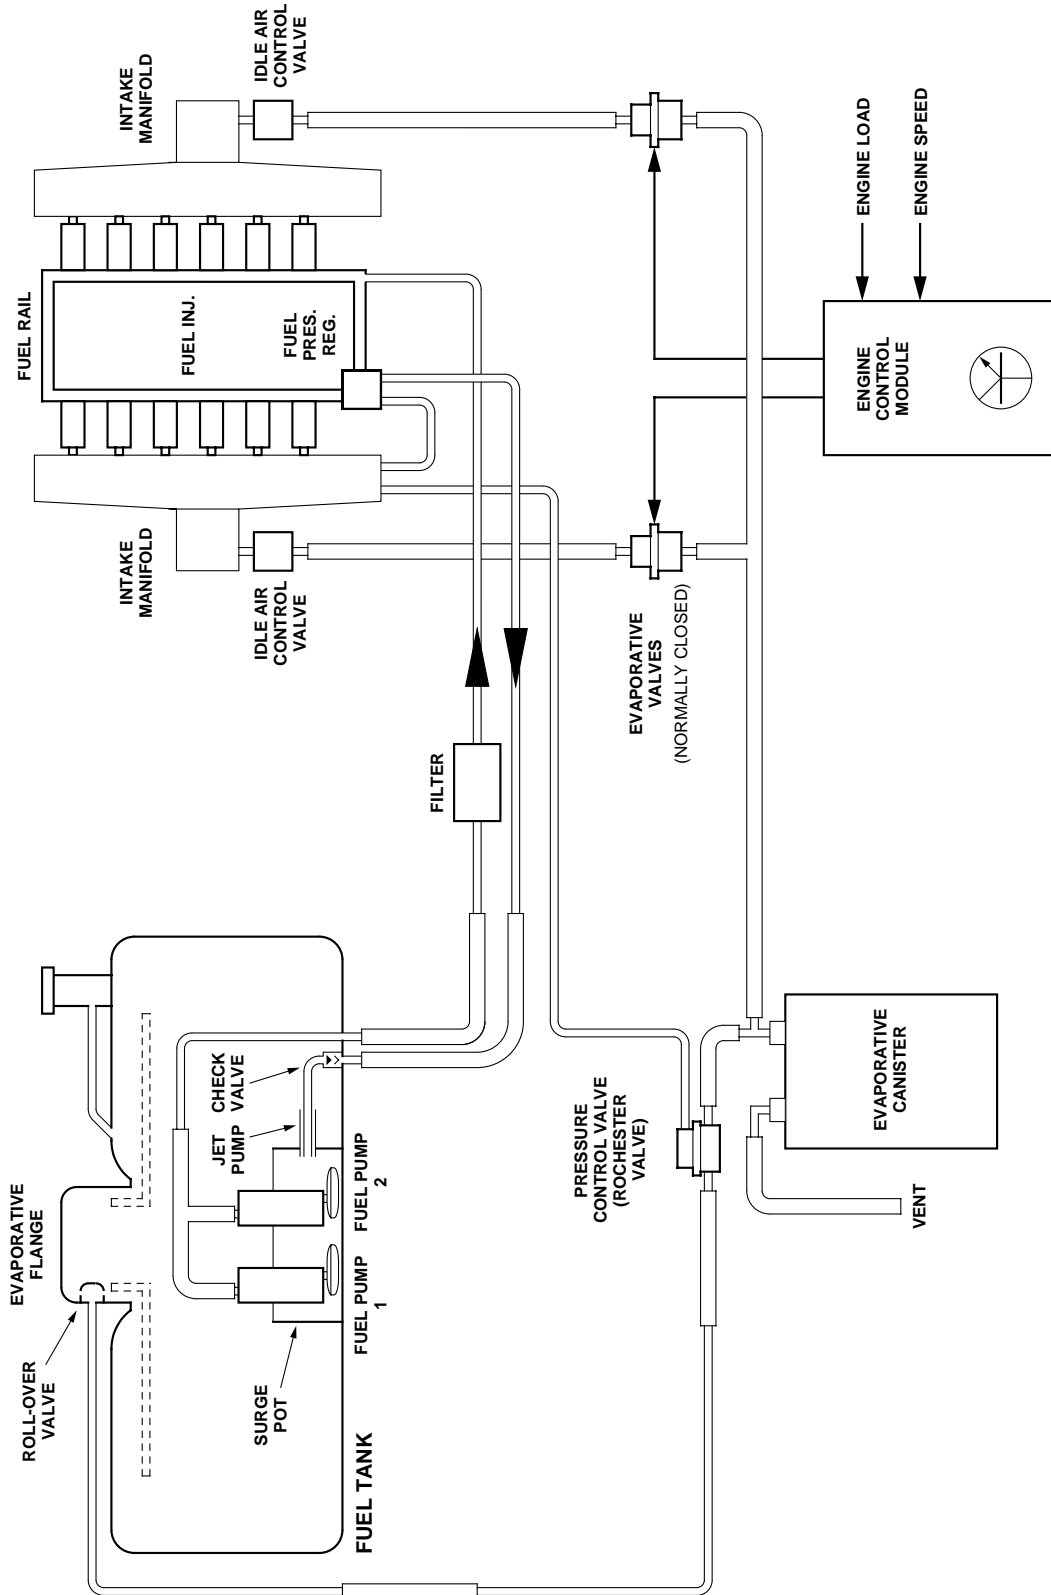 ROLL-OVER
VALVE
EVAPORATIVE
FLANGE
FUEL RAIL
INTAKE
MANIFOLD
IDLE AIR
CONTROL
VALVE
FUEL INJ.
FUEL
PRES.
REG.
INTAKE
MANIFOLD
IDLE AIR
CONTROL
VALVE
SURGE
POT
JET
PUMP
CHECK
VALVE
FUEL PUMP
1
FUEL PUMP
2
FUEL TANK
FILTER
EVAPORATIVE
VALVES
(NORMALLY CLOSED)
PRESSURE
CONTROL VALVE
(ROCHESTER
VALVE)
ENGINE LOAD
ENGINE SPEED
ENGINE
CONTROL
MODULE
EVAPORATIVE
CANISTER
VENT